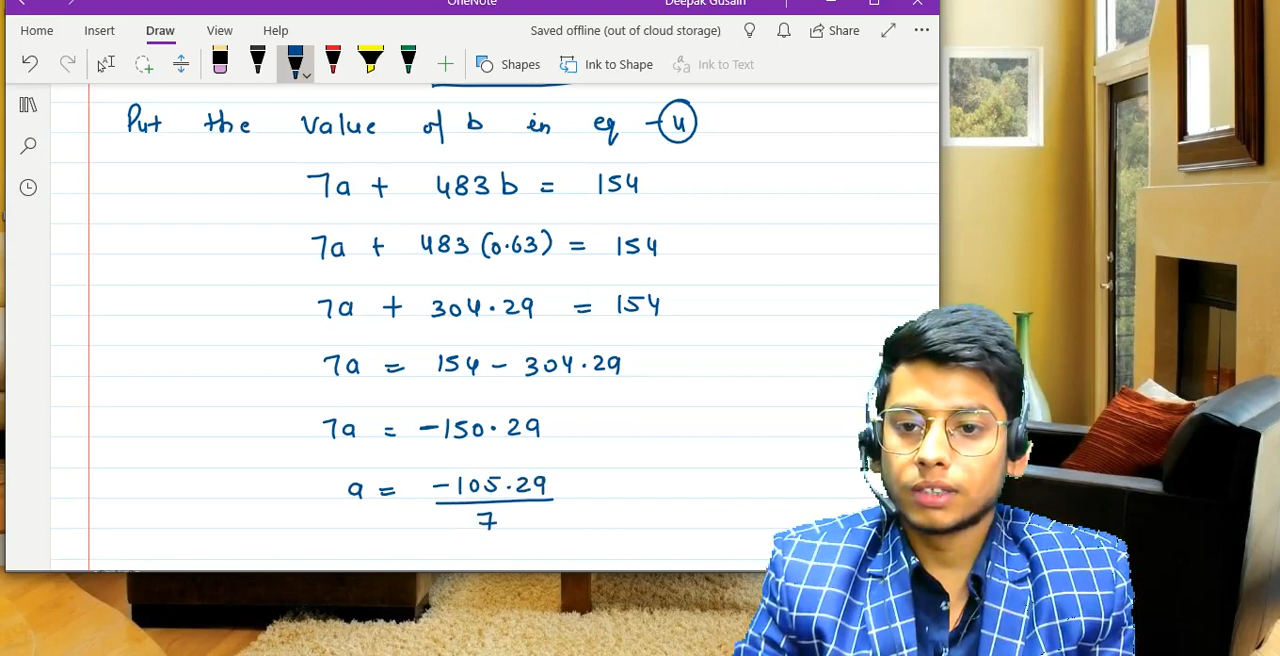 OneNote
Deepak Gusain
Home Insert Draw View Help
Saved offline (out of cloud storage)
Share
Shapes Ink to Shape Ink to Text
Put the value of b in eq - 4
7a + 483 b = 154
7a + 483 (0.63) = 154
7a + 304.29 = 154
7a = 154 - 304.29
7a = -150.29
a = -105.29
7